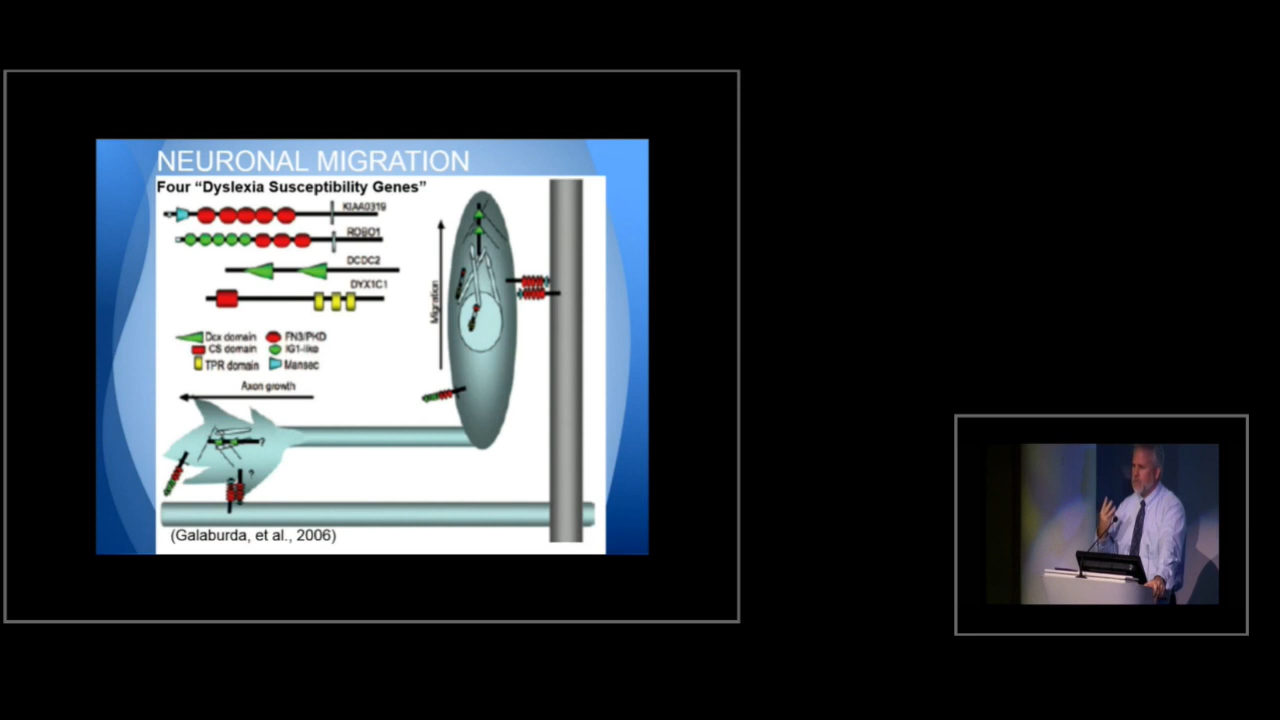 NEURONAL MIGRATION
Four “Dyslexia Susceptibility Genes”
KIAA0319
ROBO1
DCDC2
DYX1C1
Dcx domain
FN3/PKD
CS domain
IG1-like
TPR domain
Mansec
Migration
Axon growth
?
?
(Galaburda, et al., 2006)